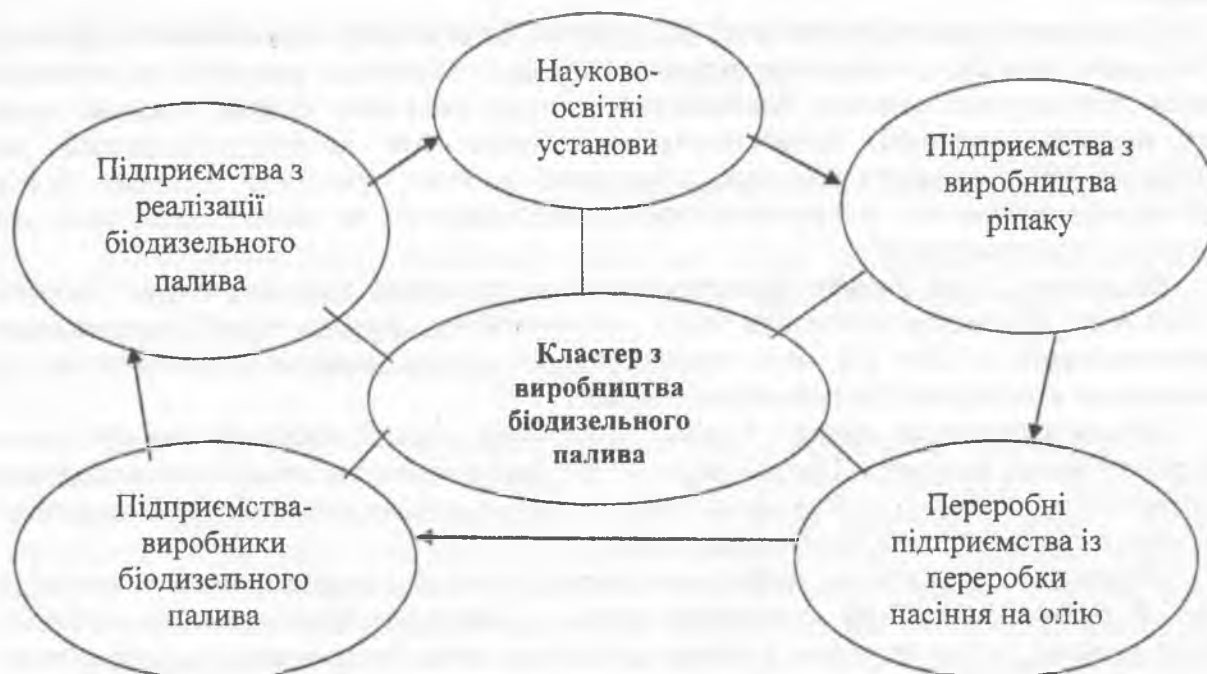 Науково-
освітні
установи
Підприємства з
виробництва
ріпаку
Підприємства з
реалізації
біодизельного
палива
Кластер з
виробництва
біодизельного
палива
Підприємства-
виробники
біодизельного
палива
Переробні
підприємства із
переробки
насіння на олію